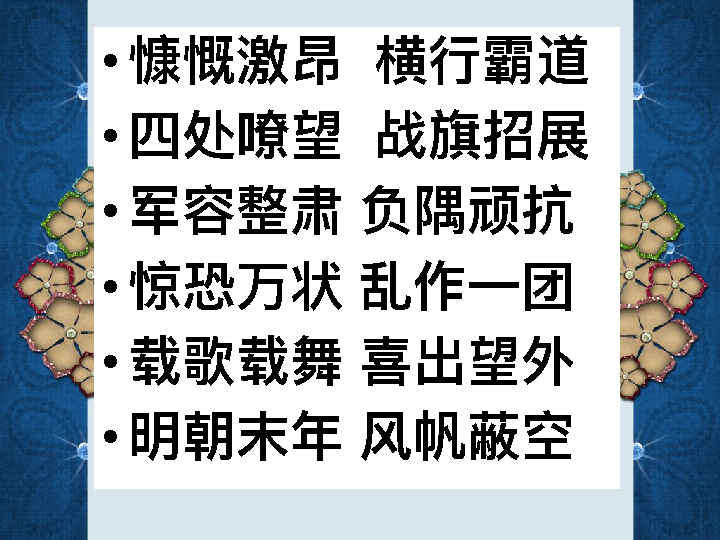 • 慷慨激昂 横行霸道
• 四处嘹望 战旗招展
• 军容整肃 负隅顽抗
• 惊恐万状 乱作一团
• 载歌载舞 喜出望外
• 明朝末年 风帆蔽空